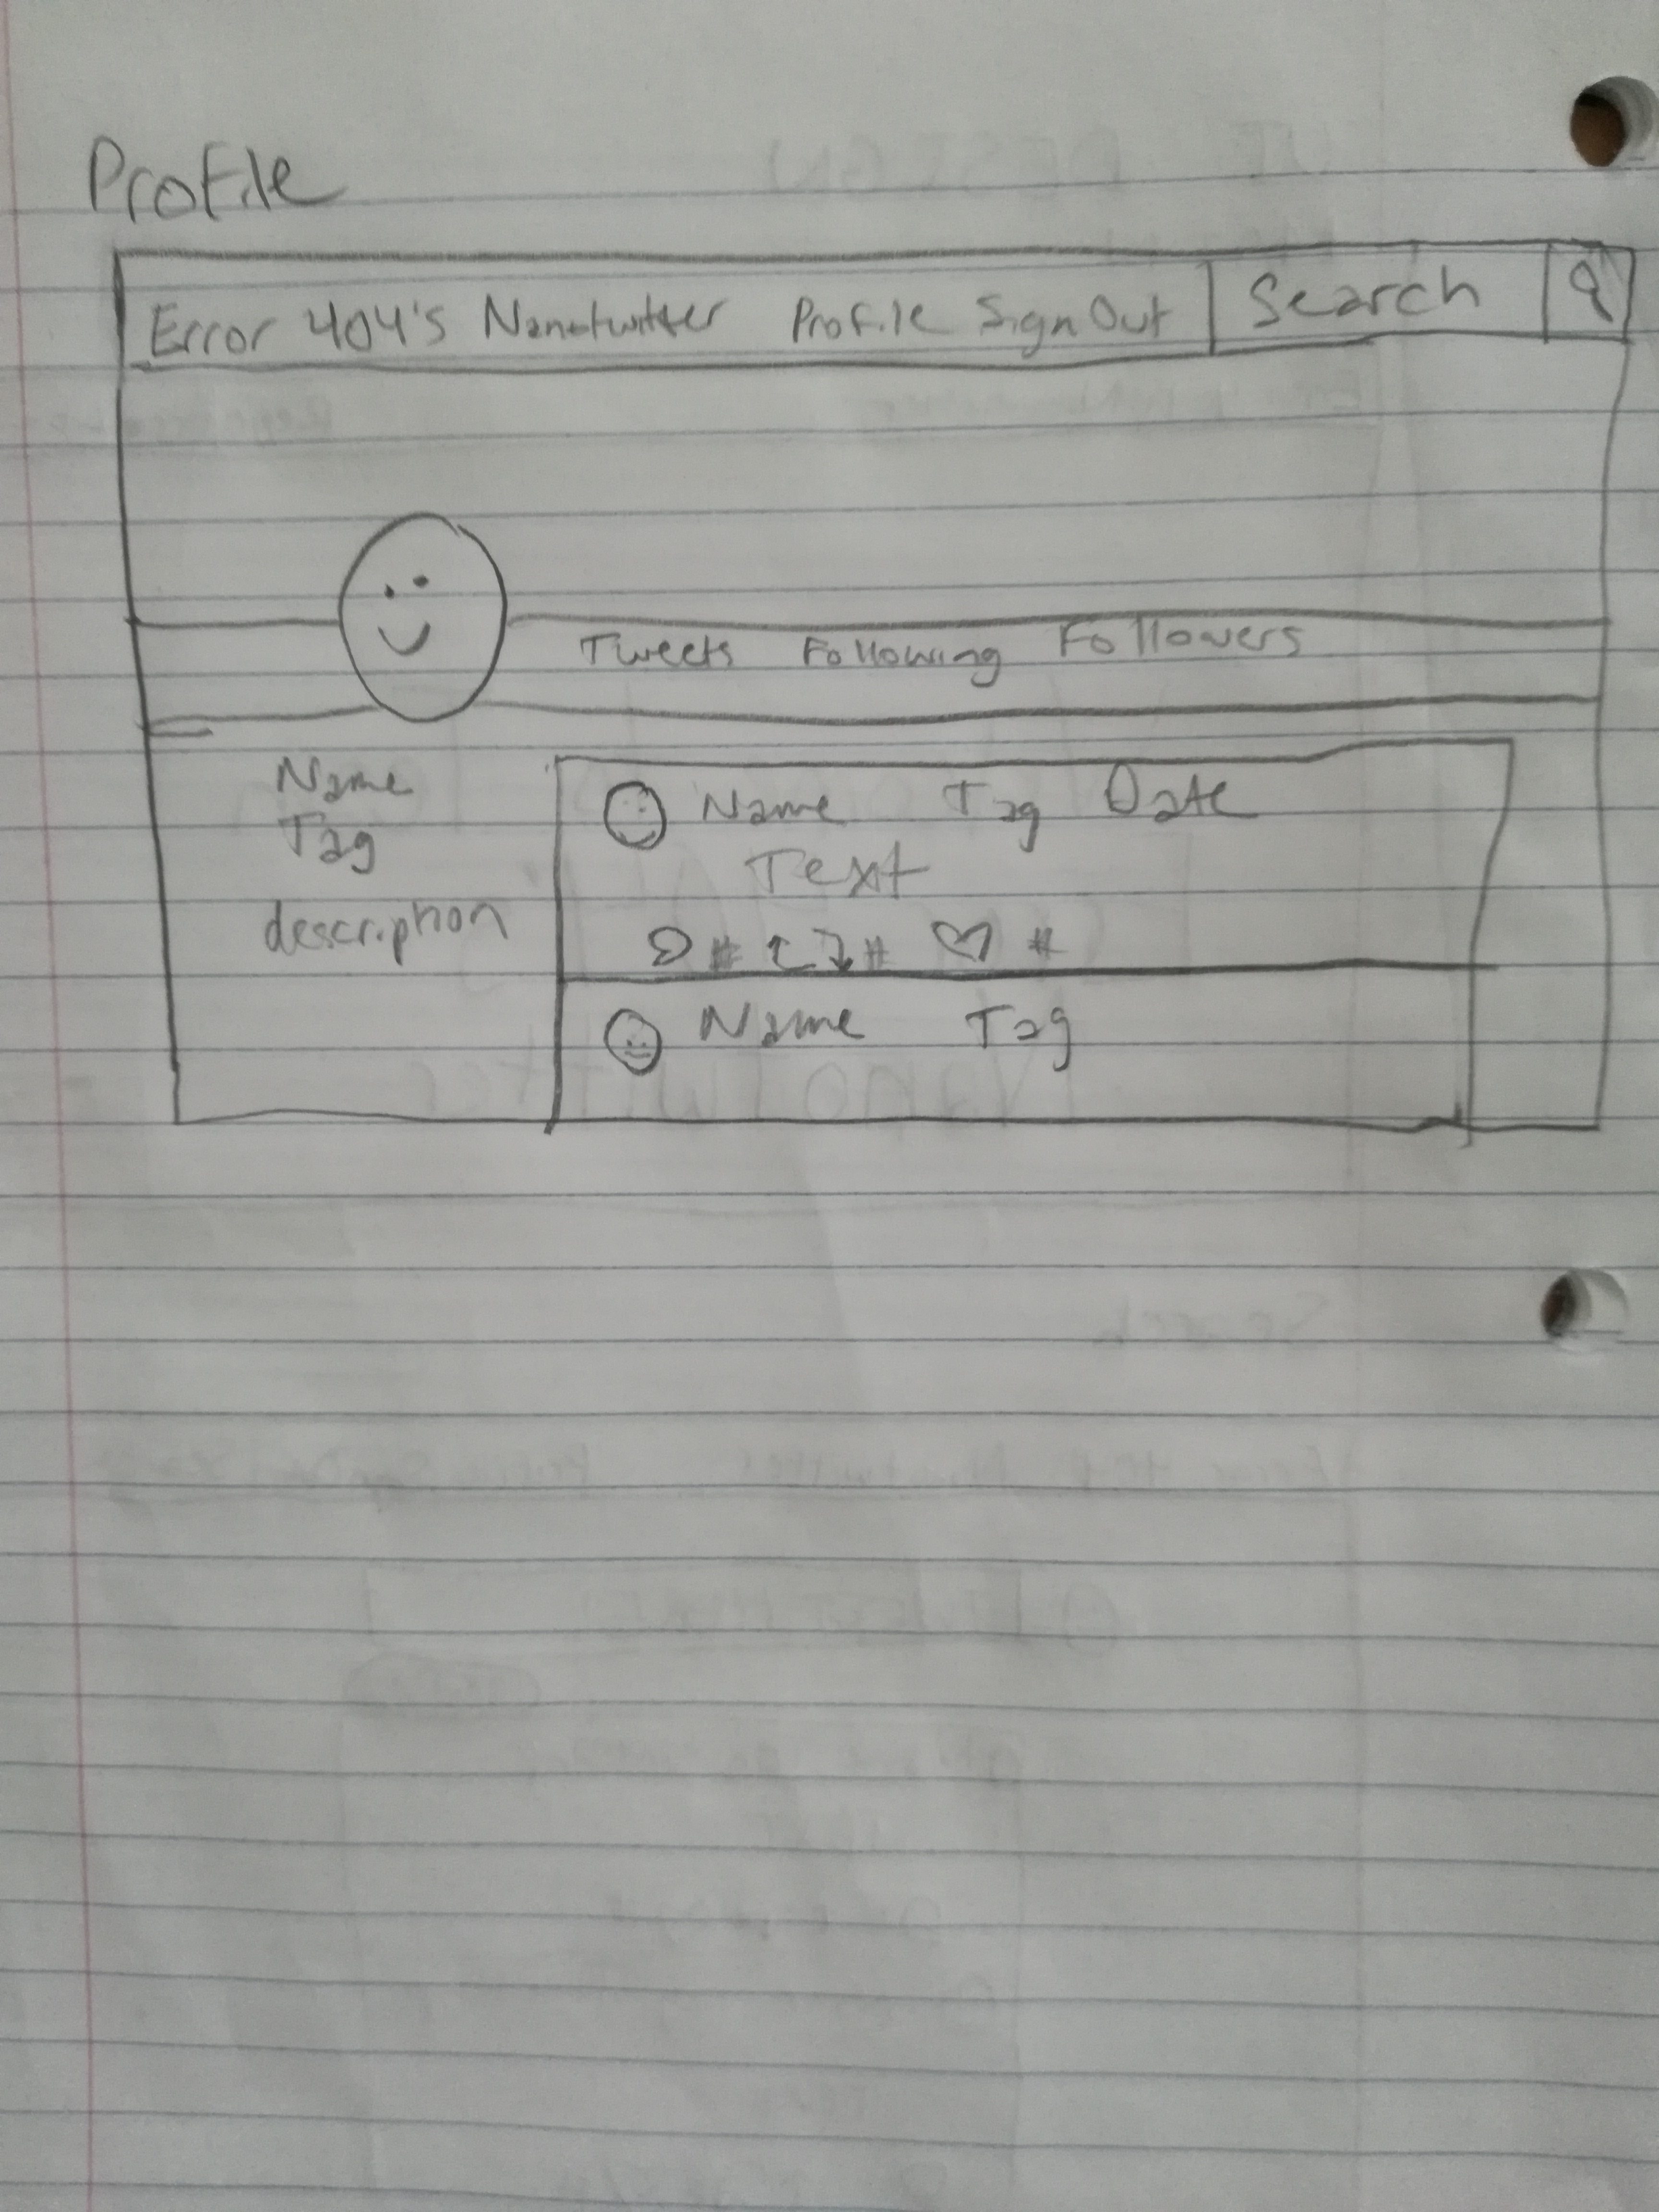 Profile
Error 404's Nanotwitter Profile Sign Out Search
Tweets Following Followers
Name
Tag
description
Name Tag Date
Text
# # #
Name Tag